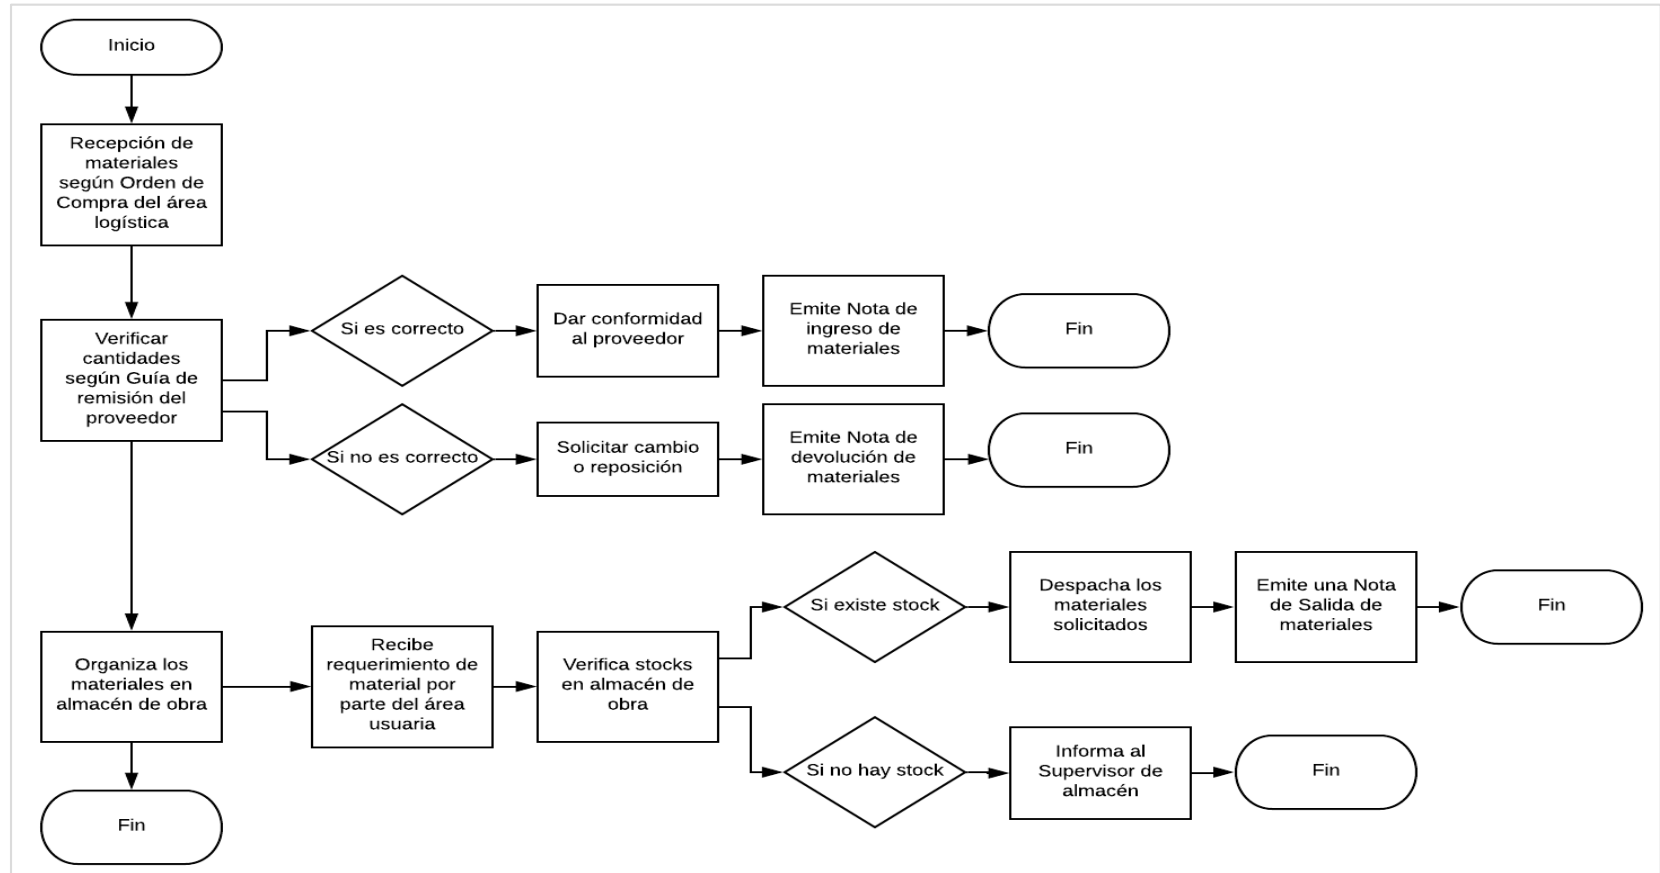 Inicio
Recepción de
materiales
según Orden de
Compra del área
logística
Verificar
cantidades
según Guía de
remisión del
proveedor
Si es correcto
Dar conformidad
al proveedor
Emite Nota de
ingreso de
materiales
Fin
Si no es correcto
Solicitar cambio
o reposición
Emite Nota de
devolución de
materiales
Fin
Organiza los
materiales en
almacén de obra
Recibe
requerimiento de
material por
parte del área
usuaria
Verifica stocks
en almacén de
obra
Si existe stock
Despacha los
materiales
solicitados
Emite una Nota
de Salida de
materiales
Fin
Si no hay stock
Informa al
Supervisor de
almacén
Fin
Fin